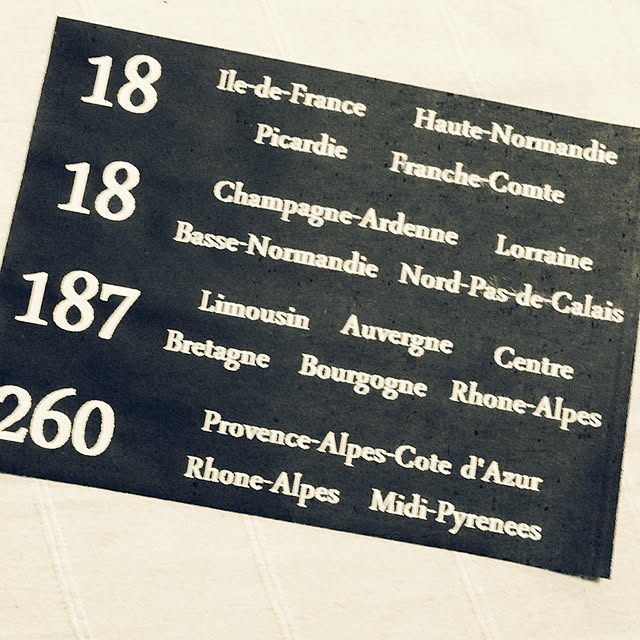 18 Ile-de-France Haute-Normandie
Picardie Franche-Comte
18 Champagne-Ardenne Lorraine
Basse-Normandie Nord-Pas-de-Calais
187 Limousin Auvergne Centre
Bretagne Bourgogne Rhone-Alpes
260 Provence-Alpes-Cote d'Azur
Rhone-Alpes Midi-Pyrenees